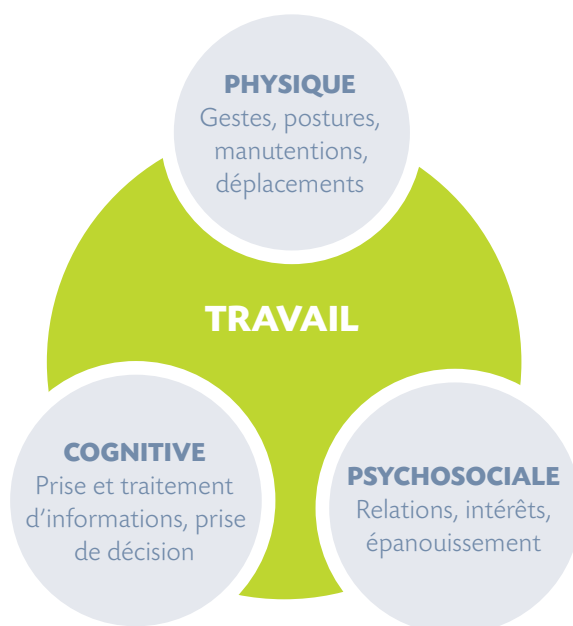 PHYSIQUE
Gestes, postures,
manutentions,
déplacements
TRAVAIL
COGNITIVE
Prise et traitement
d’informations, prise
de décision
PSYCHOSOCIALE
Relations, intérêts,
épanouissement